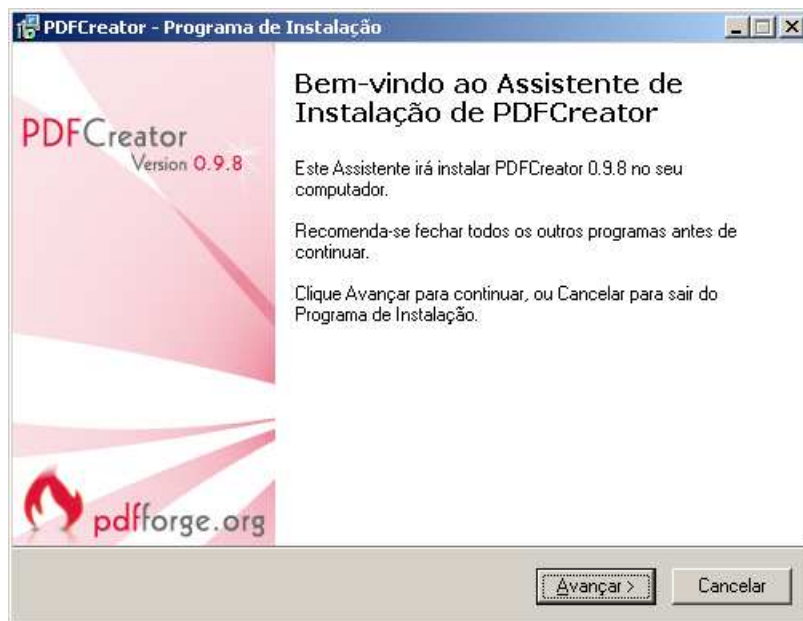 PDFCreator - Programa de Instalação
PDFCreator
Version 0.9.8
Bem-vindo ao Assistente de
Instalação de PDFCreator
Este Assistente irá instalar PDFCreator 0.9.8 no seu
computador.
Recomenda-se fechar todos os outros programas antes de
continuar.
Clique Avançar para continuar, ou Cancelar para sair do
Programa de Instalação.
pdfforge.org
Avançar >
Cancelar